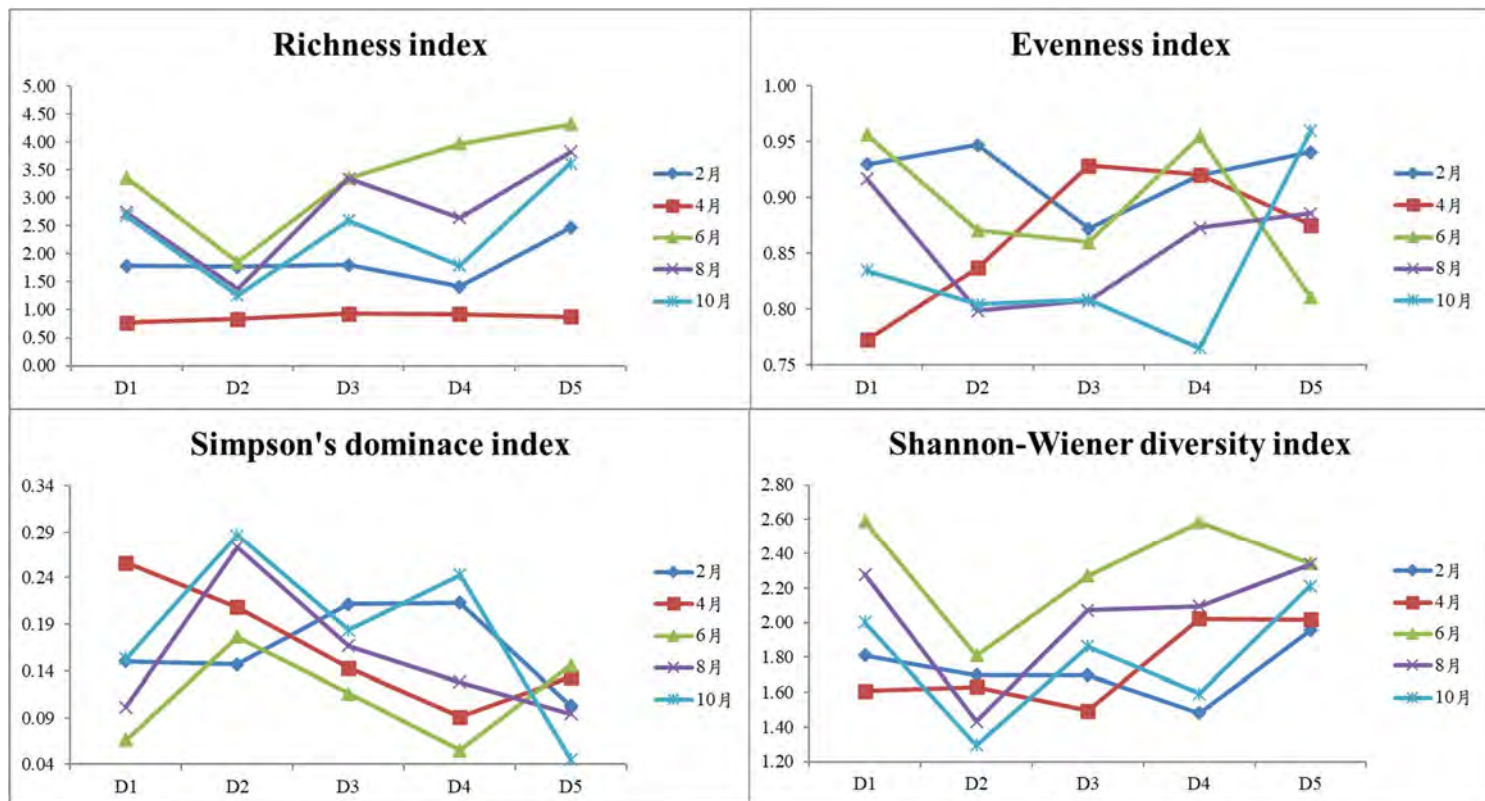 Richness index
5.00
4.50
4.00
3.50
3.00
2.50
2.00
1.50
1.00
0.50
0.00
D1 D2 D3 D4 D5
2月
4月
6月
8月
10月
Evenness index
1.00
0.95
0.90
0.85
0.80
0.75
D1 D2 D3 D4 D5
2月
4月
6月
8月
10月
Simpson's dominace index
0.34
0.29
0.24
0.19
0.14
0.09
0.04
D1 D2 D3 D4 D5
2月
4月
6月
8月
10月
Shannon-Wiener diversity index
2.80
2.60
2.40
2.20
2.00
1.80
1.60
1.40
1.20
D1 D2 D3 D4 D5
2月
4月
6月
8月
10月